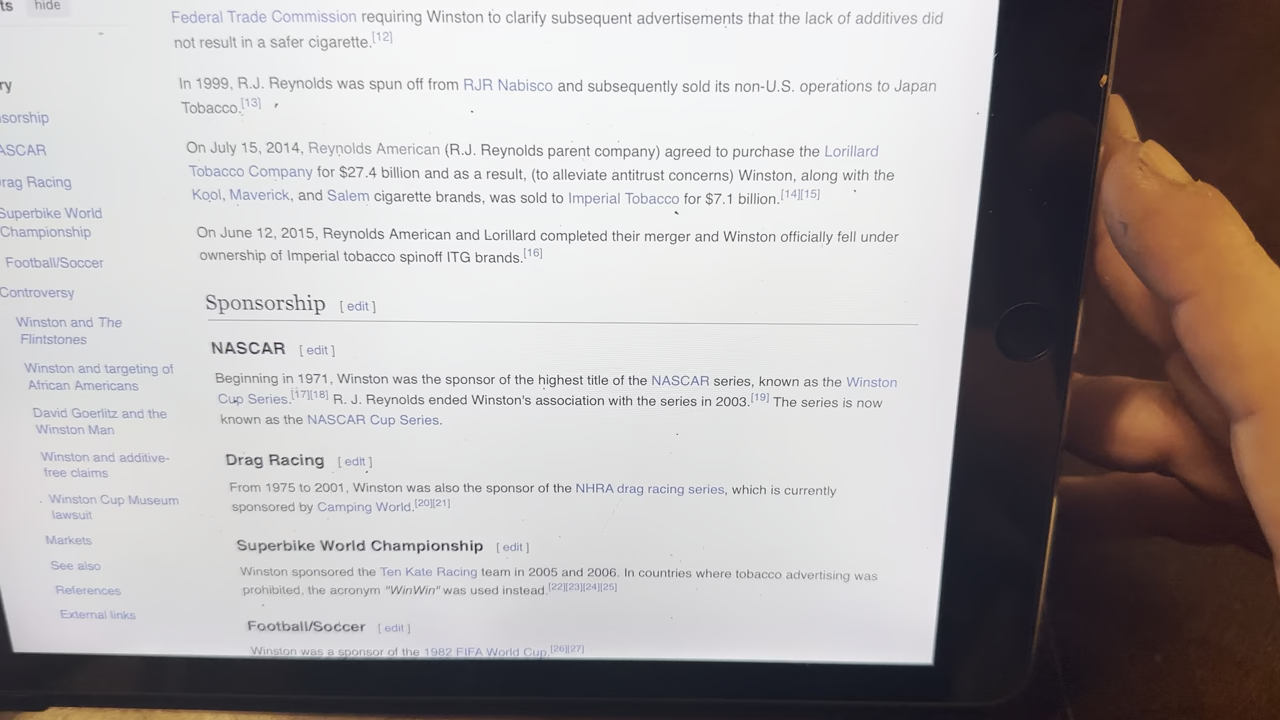 ts hide
Federal Trade Commission requiring Winston to clarify subsequent advertisements that the lack of additives did
not result in a safer cigarette.[12]
In 1999, R.J. Reynolds was spun off from RJR Nabisco and subsequently sold its non-U.S. operations to Japan
Tobacco.[13]
On July 15, 2014, Reynolds American (R.J. Reynolds parent company) agreed to purchase the Lorillard
Tobacco Company for $27.4 billion and as a result, (to alleviate antitrust concerns) Winston, along with the
Kool, Maverick, and Salem cigarette brands, was sold to Imperial Tobacco for $7.1 billion.[14][15]
On June 12, 2015, Reynolds American and Lorillard completed their merger and Winston officially fell under
ownership of Imperial tobacco spinoff ITG brands.[16]
Sponsorship [ edit ]
NASCAR [ edit ]
Beginning in 1971, Winston was the sponsor of the highest title of the NASCAR series, known as the Winston
Cup Series.[17][18] R. J. Reynolds ended Winston's association with the series in 2003.[19] The series is now
known as the NASCAR Cup Series.
Drag Racing [ edit ]
From 1975 to 2001, Winston was also the sponsor of the NHRA drag racing series, which is currently
sponsored by Camping World.[20][21]
Superbike World Championship [ edit ]
Winston sponsored the Ten Kate Racing team in 2005 and 2006. In countries where tobacco advertising was
prohibited, the acronym "WinWin" was used instead.[22][23][24][25]
Football/Soccer [ edit ]
Winston was a sponsor of the 1982 FIFA World Cup.[26][27]
ry
sorship
ASCAR
rag Racing
Superbike World
Championship
Football/Soccer
Controversy
Winston and The
Flintstones
Winston and targeting of
African Americans
David Goerlitz and the
Winston Man
Winston and additive-
free claims
Winston Cup Museum
lawsuit
Markets
See also
References
External links